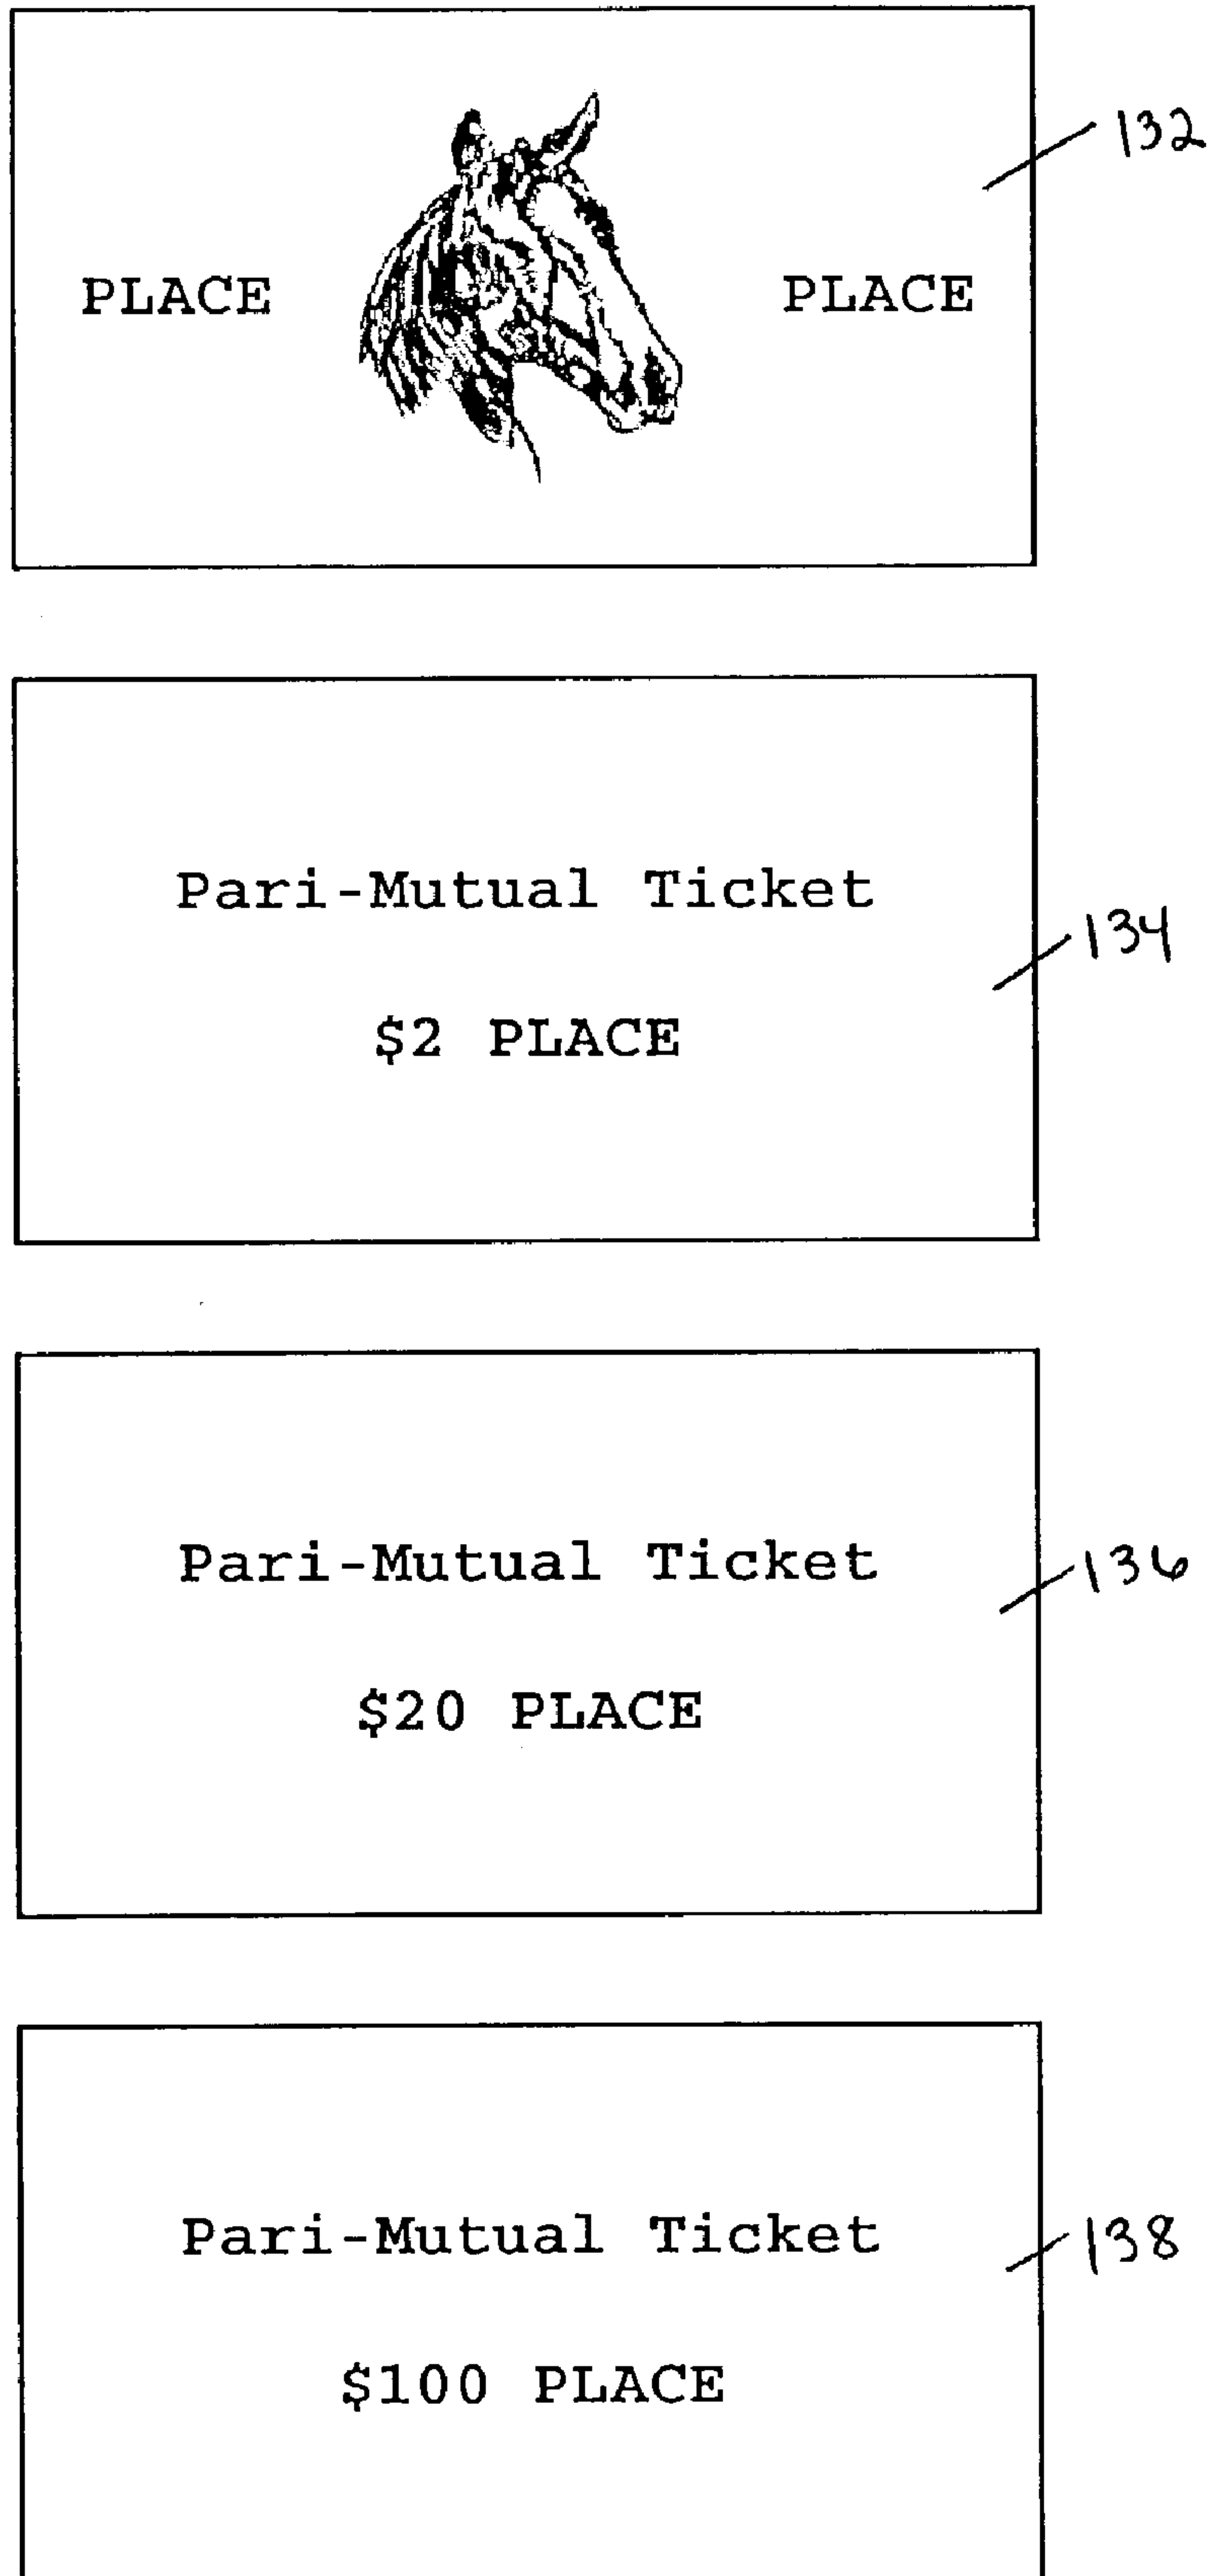 132
PLACE PLACE
Pari-Mutual Ticket
134
$2 PLACE
Pari-Mutual Ticket
136
$20 PLACE
Pari-Mutual Ticket
138
$100 PLACE